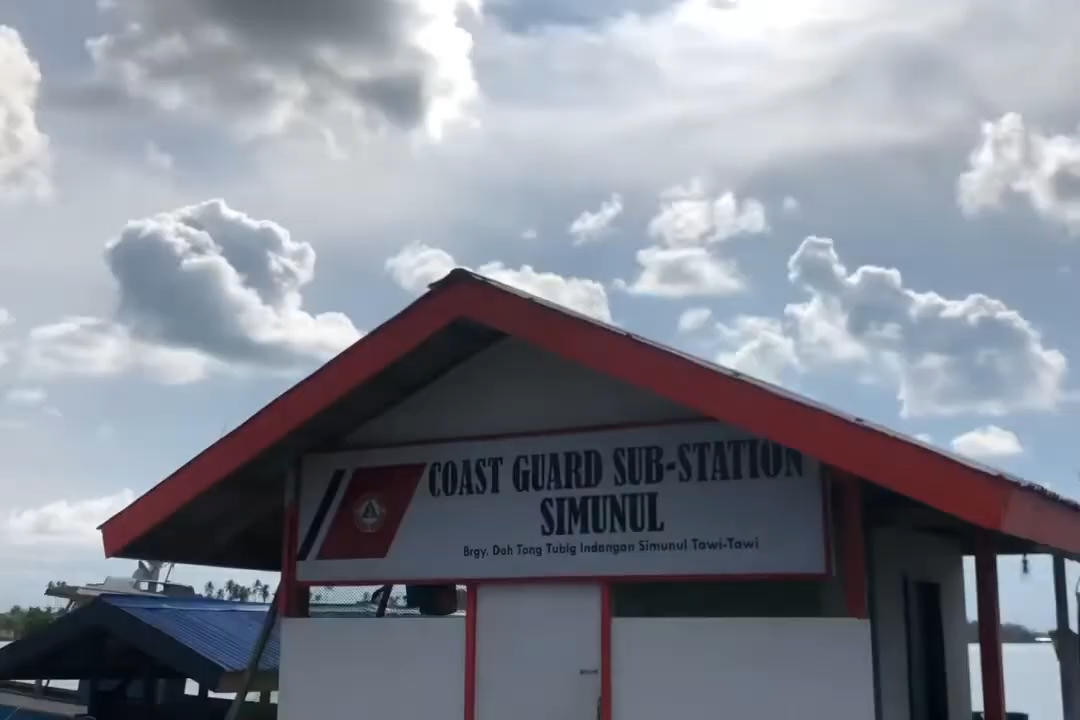 COAST GUARD SUB-STATION
SIMUNUL
Brgy. Doh Tong Tubig Indangan Simunul Tawi-Tawi